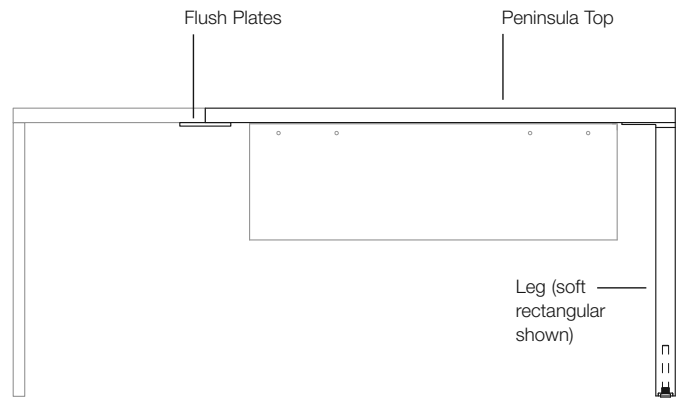 Flush Plates
Peninsula Top
Leg (soft
rectangular
shown)